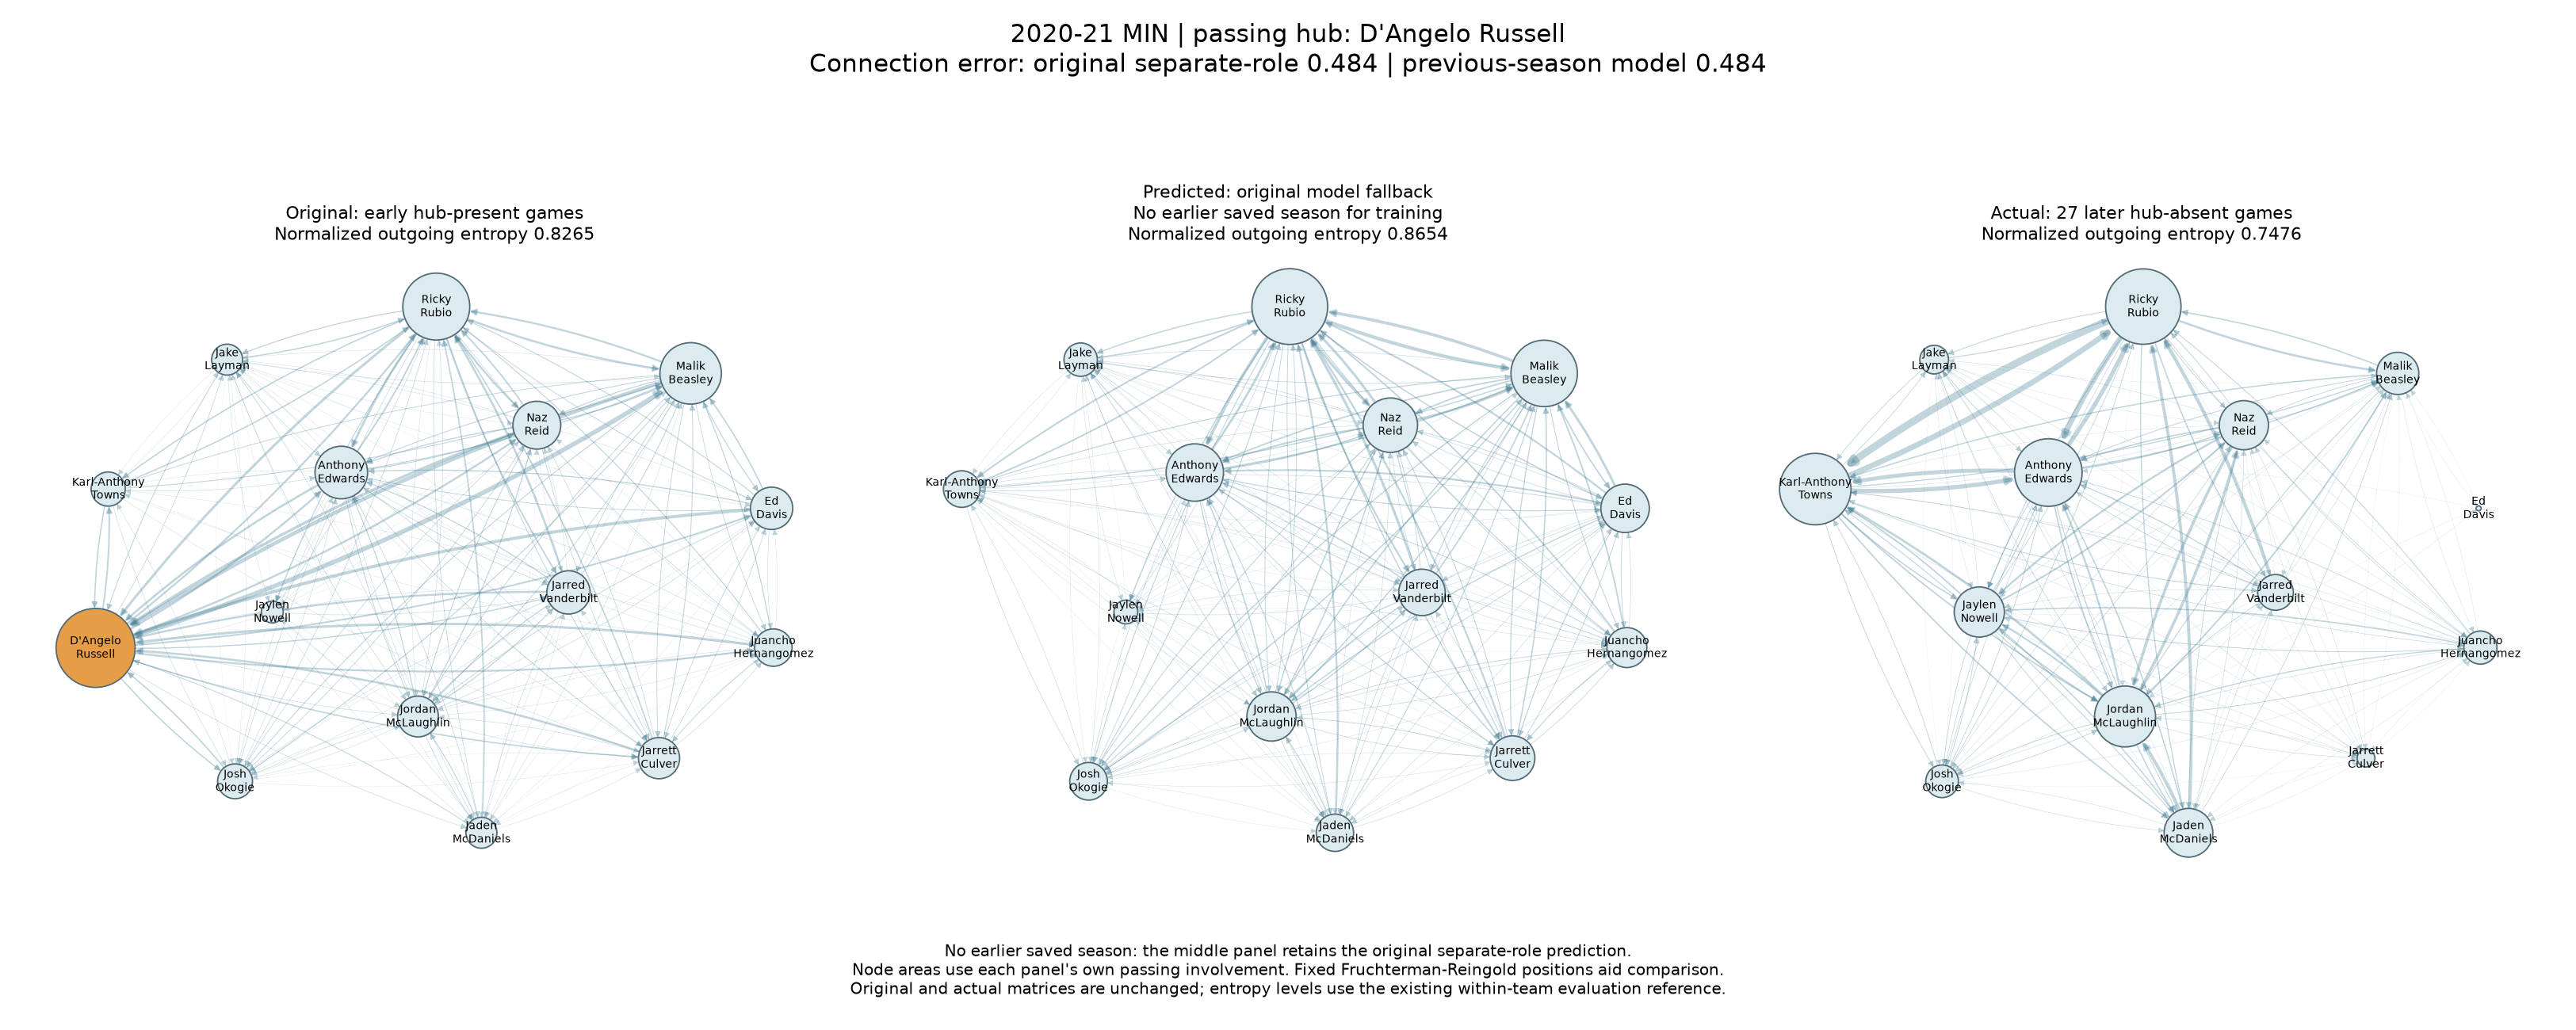 2020-21 MIN | passing hub: D'Angelo Russell
Connection error: original separate-role 0.484 | previous-season model 0.484
Original: early hub-present games
Normalized outgoing entropy 0.8265
Ricky
Rubio
Jake
Layman
Malik
Beasley
Naz
Reid
Anthony
Edwards
Karl-Anthony
Towns
Ed
Davis
Jarred
Vanderbilt
Jaylen
Nowell
D'Angelo
Russell
Juancho
Hernangomez
Jordan
McLaughlin
Jarrett
Culver
Josh
Okogie
Jaden
McDaniels
Predicted: original model fallback
No earlier saved season for training
Normalized outgoing entropy 0.8654
Ricky
Rubio
Jake
Layman
Malik
Beasley
Naz
Reid
Anthony
Edwards
Karl-Anthony
Towns
Ed
Davis
Jarred
Vanderbilt
Jaylen
Nowell
Juancho
Hernangomez
Jordan
McLaughlin
Jarrett
Culver
Josh
Okogie
Jaden
McDaniels
Actual: 27 later hub-absent games
Normalized outgoing entropy 0.7476
Ricky
Rubio
Jake
Layman
Malik
Beasley
Naz
Reid
Anthony
Edwards
Karl-Anthony
Towns
Ed
Davis
Jarred
Vanderbilt
Jaylen
Nowell
Juancho
Hernangomez
Jordan
McLaughlin
Jarrett
Culver
Josh
Okogie
Jaden
McDaniels
No earlier saved season: the middle panel retains the original separate-role prediction.
Node areas use each panel's own passing involvement. Fixed Fruchterman-Reingold positions aid comparison.
Original and actual matrices are unchanged; entropy levels use the existing within-team evaluation reference.